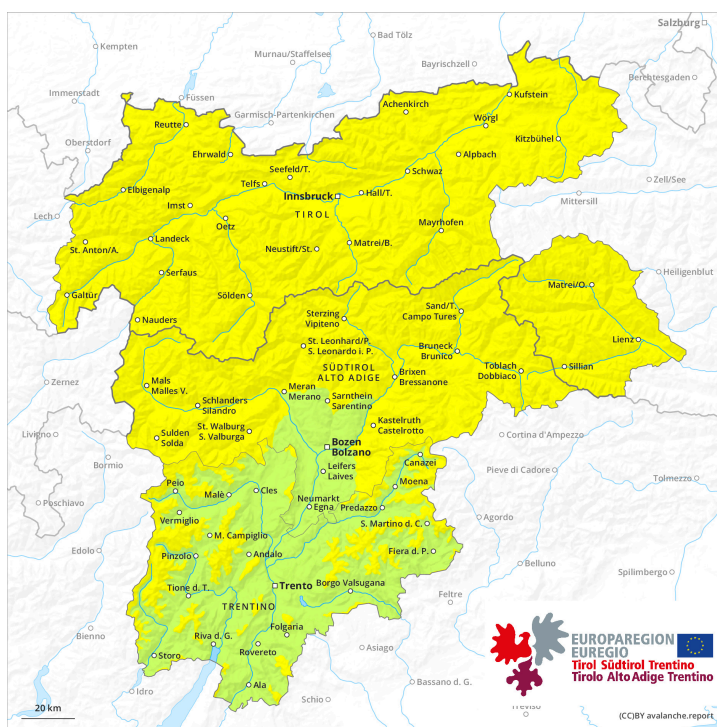 Salzburg
Kempten
Bad Tölz
Murnau/Staffelsee
Bayrischzell
Berchtesgaden
Immenstadt
Füssen
Achenkirch
Kufstein
Garmisch-Partenkirchen
Reutte
Wörgl
Oberstdorf
Kitzbühel
Ehrwald
Alpbach
Seefeld/T.
Schwaz
Zell/See
Telfs
Elbigenalp
Innsbruck
Hall/T.
Mittersill
Imst
TIROL
Lech
Oetz
Mayrhofen
Landeck
St. Anton/A.
Neustift/St.
Matrei/B.
Serfaus
Heiligenblut
Matrei/O.
Galtür
Sölden
Nauders
Sterzing
Vipiteno
Sand/T.
Campo Tures
Lienz
St. Leonhard/P.
S. Leonardo i. P.
Bruneck
Brunico
SÜDTIROL
ALTO ADIGE
Toblach
Dobbiaco
Sillian
Brixen
Bressanone
Zernez
Mals
Malles V.
Meran
Merano
Sarnthein
Sarentino
Schlanders
Silandro
Kastelruth
Castelrotto
St. Walburg
S. Valburga
Livigno
Sulden
Solda
Cortina d'Ampezzo
Bozen
Bolzano
Bormio
Canazei
Leifers
Laives
Pieve di Cadore
Tolmezzo
Peio
Moena
Malè
Cles
Neumarkt
Egna
Predazzo
Poschiavo
Vermiglio
Agordo
S. Martino d. C.
M. Campiglio
Edolo
Pinzolo
Andalo
Fiera d. P.
Belluno
Spilimbergo
Tione d. T.
Trento
Borgo Valsugana
Feltre
TRENTINO
Bienno
Folgaria
Riva d. G.
Rovereto
Asiago
Storo
EUROPAREGION
EUREGIO
Tirol Südtirol Trentino
Tirolo Alto Adige Trentino
Ala
Bassano d. G.
Idro
Schio
Treviso
20 km
(CC)BY avalanche.report